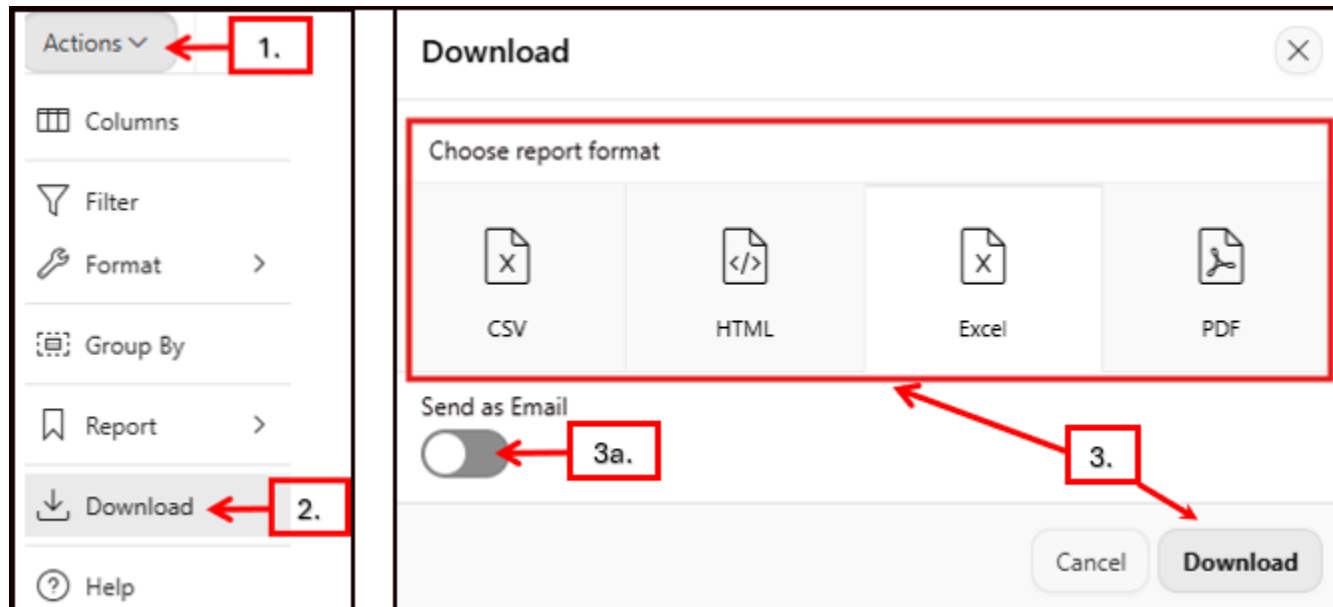 Actions
1.
Columns
Filter
Format
Group By
Report
Download
2.
Help
Download
Choose report format
X
CSV
</>
HTML
X
Excel
PDF
Send as Email
3a.
3.
Cancel
Download